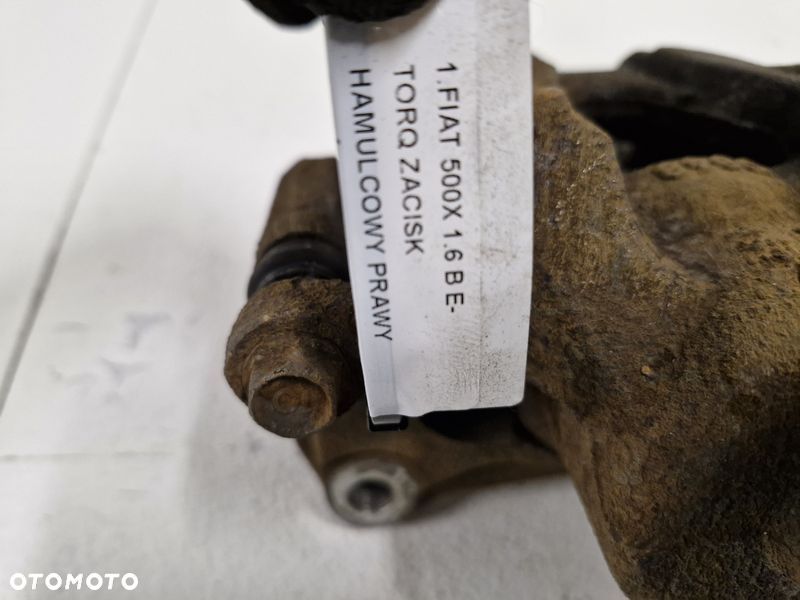 1.FIAT 500X 1.6 B E-
TORQ ZACISK
HAMULCOWY PRAWY
OTOMOTO